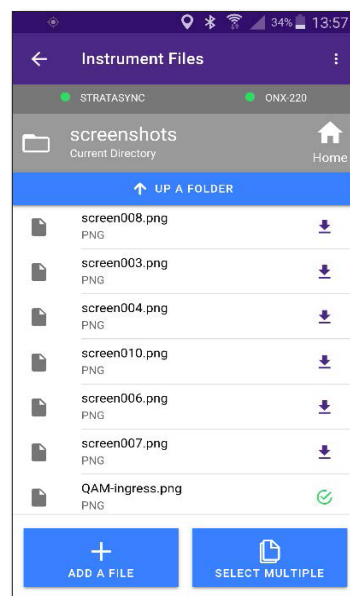 34% 13:57
Instrument Files
STRATASYNC ONX-220
screenshots
Current Directory
Home
UP A FOLDER
screen008.png
PNG
screen003.png
PNG
screen004.png
PNG
screen010.png
PNG
screen006.png
PNG
screen007.png
PNG
QAM-ingress.png
PNG
ADD A FILE SELECT MULTIPLE